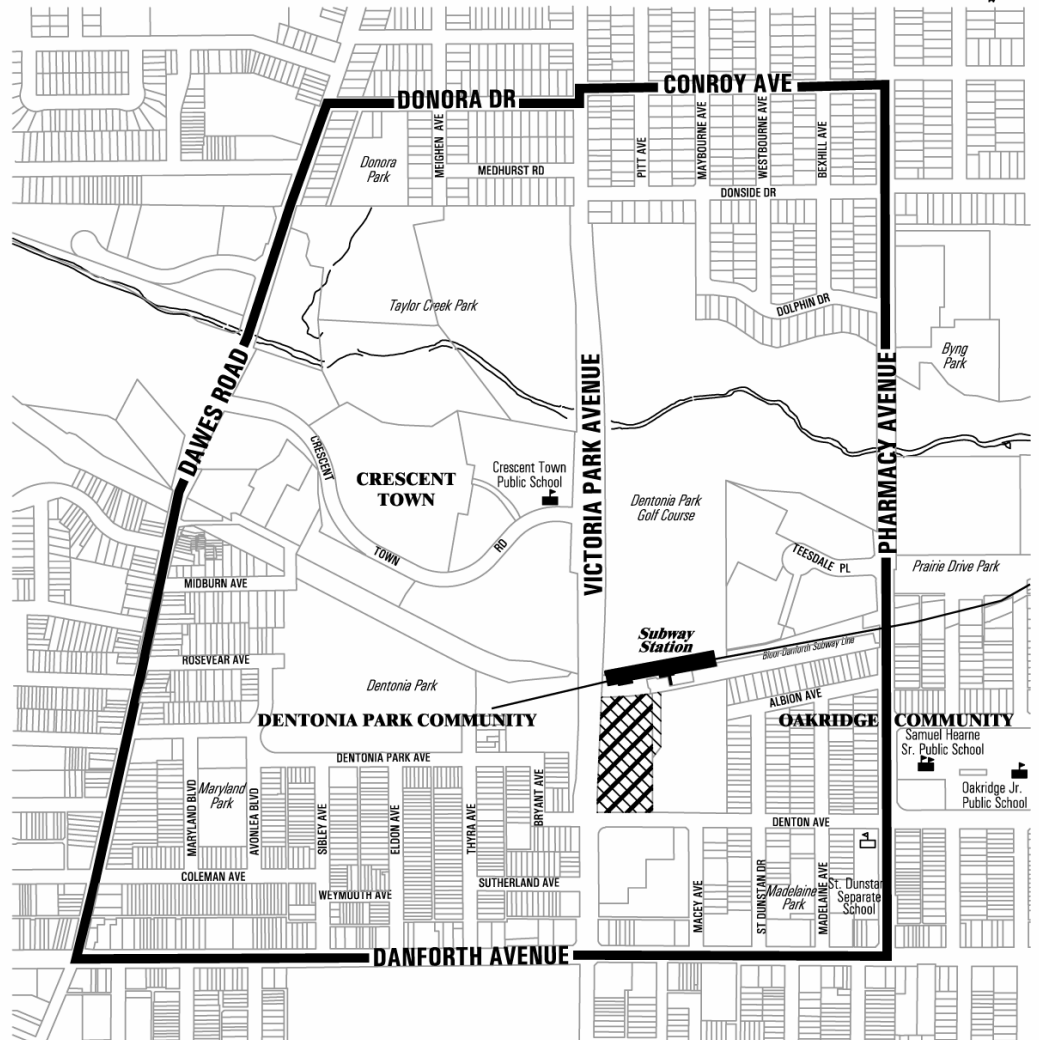 CONROY AVE
DONORA DR
MEIGHEN AVE
PITT AVE
MAYBOURNE AVE
WESTBOURNE AVE
BEXHILL AVE
Donora
Park
MEDHURST RD
DONSIDE DR
Taylor Creek Park
DOLPHIN DR
Byng
Park
DAWES ROAD
VICTORIA PARK AVENUE
PHARMACY AVENUE
CRESCENT
TOWN
RD
CRESCENT
TOWN
Crescent Town
Public School
Dentonia Park
Golf Course
TEESDALE PL
Prairie Drive Park
MIDBURN AVE
Subway
Station
Bloor-Danforth Subway Line
ROSEVEAR AVE
Dentonia Park
ALBION AVE
DENTONIA PARK COMMUNITY
OAKRIDGE COMMUNITY
Samuel Hearne
Sr. Public School
DENTONIA PARK AVE
Oakridge Jr.
Public School
MARYLAND BLVD
Maryland
Park
AVONLEA BLVD
SIBLEY AVE
ELDON AVE
THYRA AVE
BRYANT AVE
DENTON AVE
COLEMAN AVE
WEYMOUTH AVE
SUTHERLAND AVE
MACEY AVE
ST DUNSTAN DR
Madelaine
Park
MADELAINE AVE
St. Dunstan
Separate
School
DANFORTH AVENUE